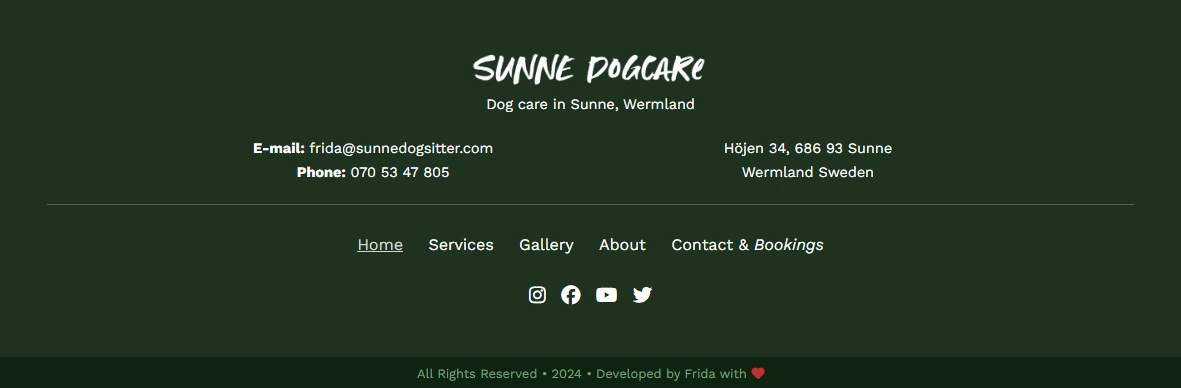 SUNNE DOGCARE
Dog care in Sunne, Wermland
E-mail: frida@sunnedogsitter.com
Phone: 070 53 47 805
Höjen 34, 686 93 Sunne
Wermland Sweden
Home Services Gallery About Contact & Bookings
All Rights Reserved • 2024 • Developed by Frida with ❤